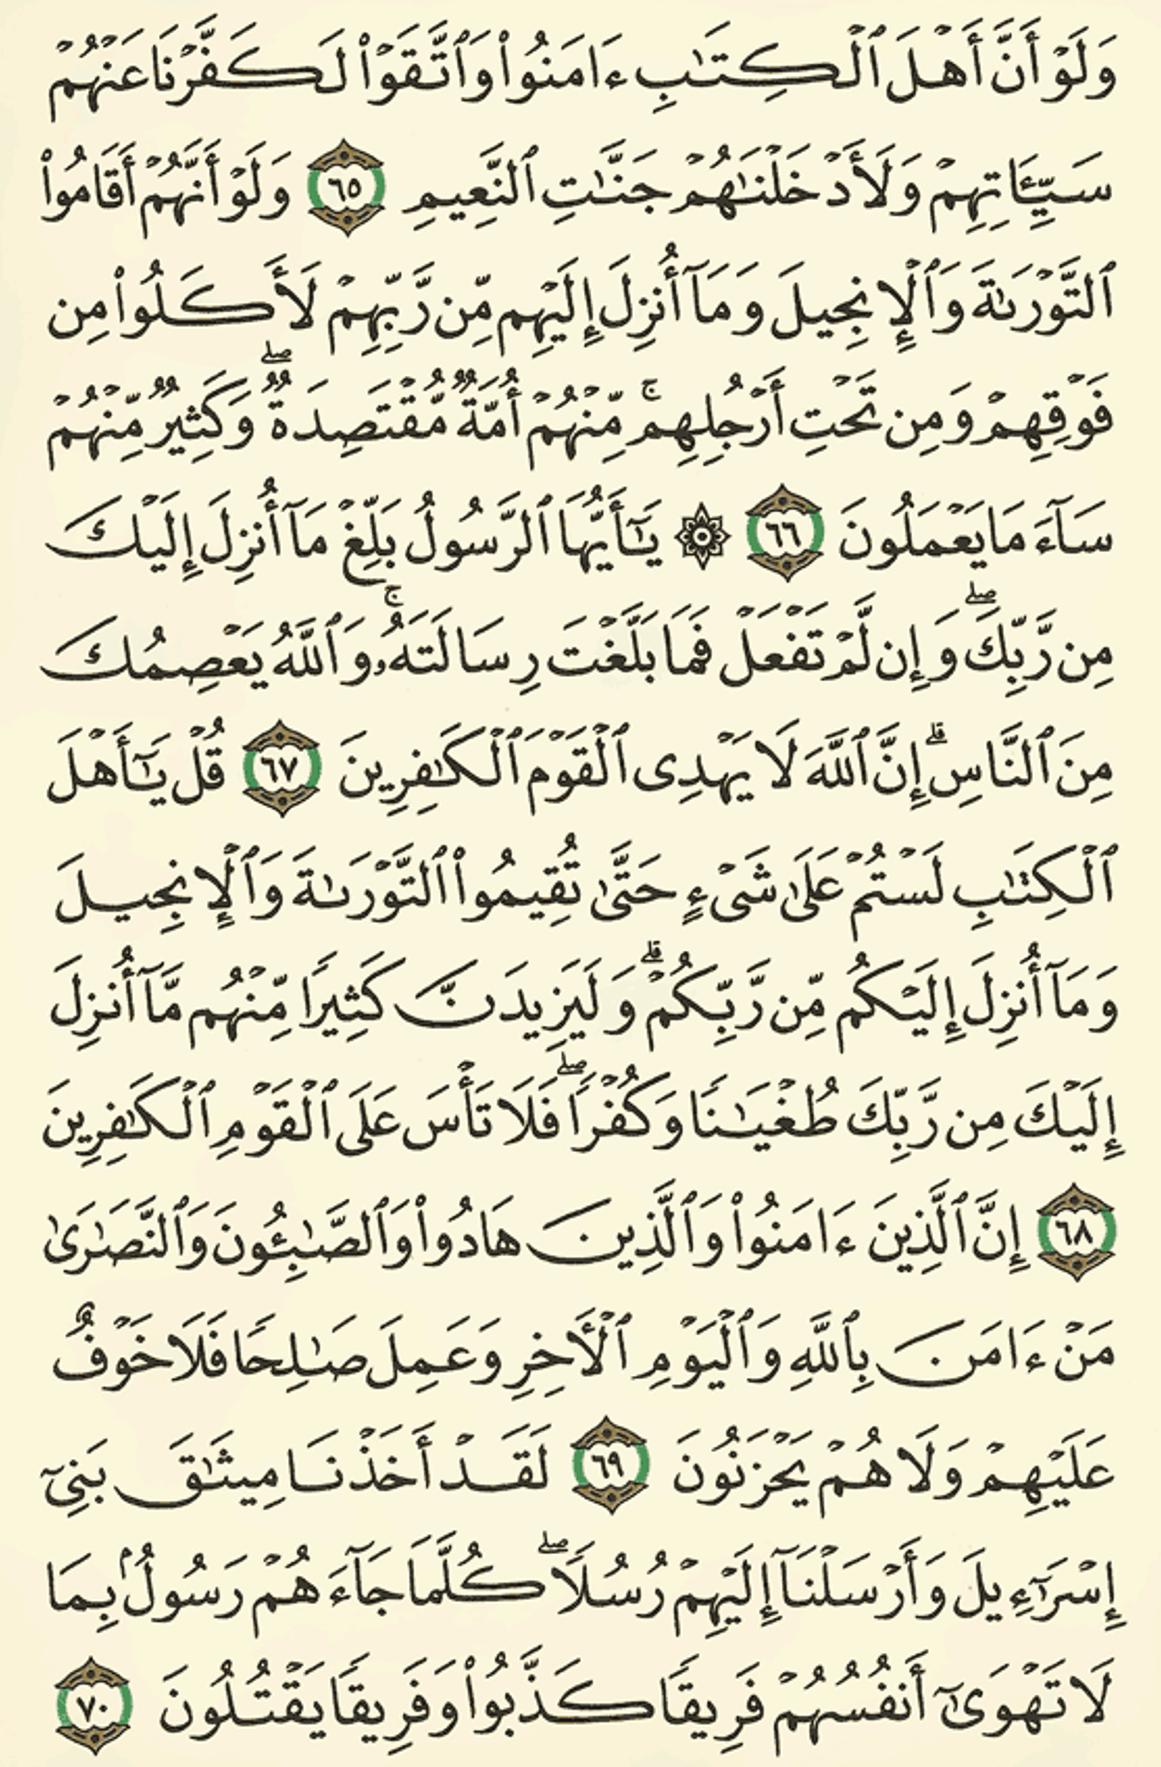 وَلَوْ أَنَّ أَهْلَ ٱلْكِتَٰبِ ءَامَنُوا۟ وَٱتَّقَوْا۟ لَكَفَّرْنَا عَنْهُمْ
سَيِّـَٔاتِهِمْ وَلَأَدْخَلْنَٰهُمْ جَنَّٰتِ ٱلنَّعِيمِ ٦٥ وَلَوْ أَنَّهُمْ أَقَامُوا۟
ٱلتَّوْرَىٰةَ وَٱلْإِنجِيلَ وَمَآ أُنزِلَ إِلَيْهِم مِّن رَّبِّهِمْ لَأَكَلُوا۟ مِن
فَوْقِهِمْ وَمِن تَحْتِ أَرْجُلِهِم ۚ مِّنْهُمْ أُمَّةٌ مُّقْتَصِدَةٌ ۖ وَكَثِيرٌ مِّنْهُمْ
سَآءَ مَا يَعْمَلُونَ ٦٦ ۞ يَٰٓأَيُّهَا ٱلرَّسُولُ بَلِّغْ مَآ أُنزِلَ إِلَيْكَ
مِن رَّبِّكَ ۖ وَإِن لَّمْ تَفْعَلْ فَمَا بَلَّغْتَ رِسَالَتَهُۥ ۚ وَٱللَّهُ يَعْصِمُكَ
مِنَ ٱلنَّاسِ ۗ إِنَّ ٱللَّهَ لَا يَهْدِى ٱلْقَوْمَ ٱلْكَٰفِرِينَ ٦٧ قُلْ يَٰٓأَهْلَ
ٱلْكِتَٰبِ لَسْتُمْ عَلَىٰ شَىْءٍ حَتَّىٰ تُقِيمُوا۟ ٱلتَّوْرَىٰةَ وَٱلْإِنجِيلَ
وَمَآ أُنزِلَ إِلَيْكُم مِّن رَّبِّكُمْ ۗ وَلَيَزِيدَنَّ كَثِيرًا مِّنْهُم مَّآ أُنزِلَ
إِلَيْكَ مِن رَّبِّكَ طُغْيَٰنًا وَكُفْرًا ۖ فَلَا تَأْسَ عَلَى ٱلْقَوْمِ ٱلْكَٰفِرِينَ
٦٨ إِنَّ ٱلَّذِينَ ءَامَنُوا۟ وَٱلَّذِينَ هَادُوا۟ وَٱلصَّٰبِـُٔونَ وَٱلنَّصَٰرَىٰ
مَنْ ءَامَنَ بِٱللَّهِ وَٱلْيَوْمِ ٱلْـَٔاخِرِ وَعَمِلَ صَٰلِحًا فَلَا خَوْفٌ
عَلَيْهِمْ وَلَا هُمْ يَحْزَنُونَ ٦٩ لَقَدْ أَخَذْنَا مِيثَٰقَ بَنِىٓ
إِسْرَٰٓءِيلَ وَأَرْسَلْنَآ إِلَيْهِمْ رُسُلًا ۖ كُلَّمَا جَآءَهُمْ رَسُولٌۢ بِمَا
لَا تَهْوَىٰٓ أَنفُسُهُمْ فَرِيقًا كَذَّبُوا۟ وَفَرِيقًا يَقْتُلُونَ ٧٠